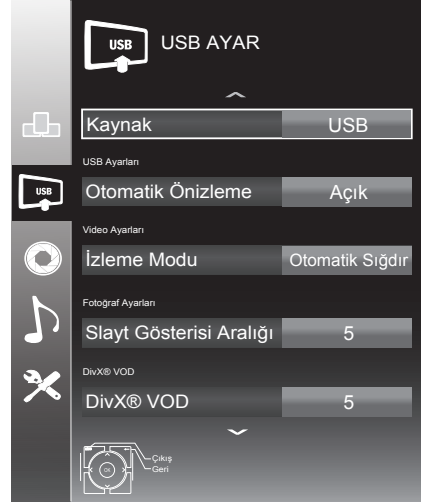 USB
USB AYAR
Kaynak
USB
USB Ayarları
USB
Otomatik Önizleme
Açık
Video Ayarları
İzleme Modu
Otomatik Sığdır
Fotoğraf Ayarları
Slayt Gösterisi Aralığı
5
DivX® VOD
DivX® VOD
5
OK
Çıkış
Geri